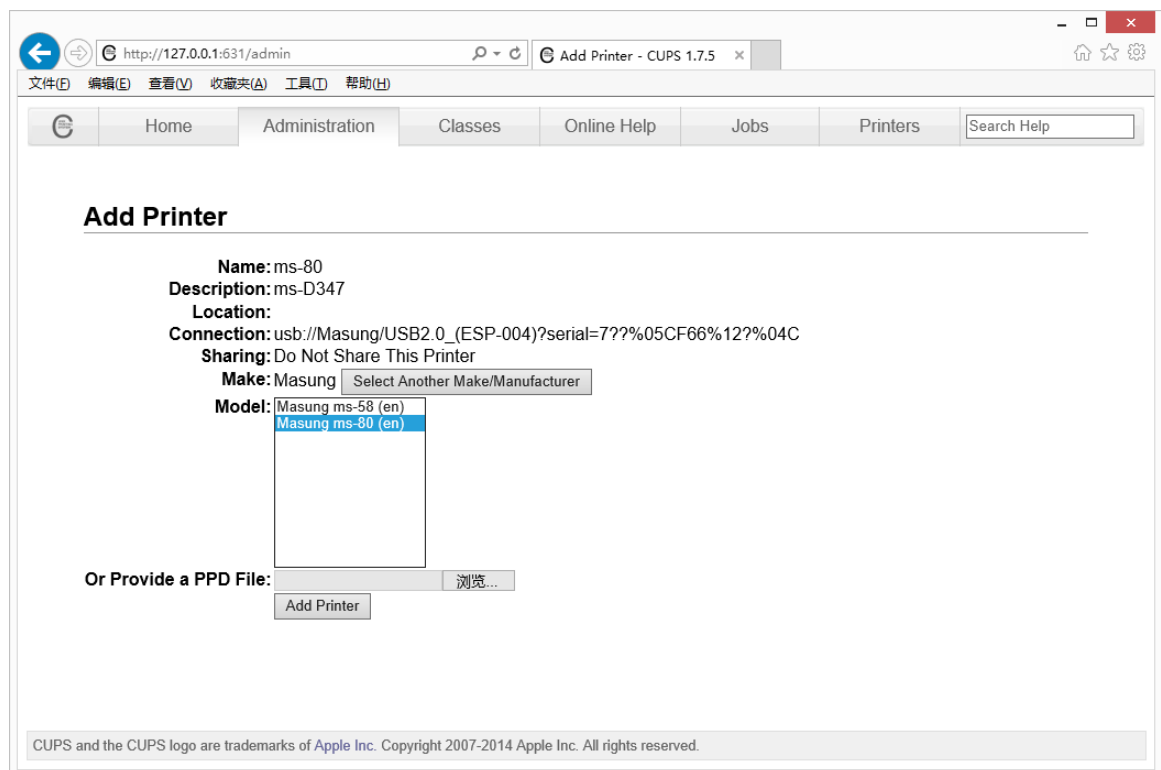 http://127.0.0.1:631/admin
Add Printer - CUPS 1.7.5
文件(F) 编辑(E) 查看(V) 收藏夹(A) 工具(T) 帮助(H)
Home Administration Classes Online Help Jobs Printers Search Help
Add Printer
Name: ms-80
Description: ms-D347
Location:
Connection: usb://Masung/USB2.0_(ESP-004)?serial=7??%05CF66%12?%04C
Sharing: Do Not Share This Printer
Make: Masung Select Another Make/Manufacturer
Model: Masung ms-58 (en)
Masung ms-80 (en)
Or Provide a PPD File: 浏览...
Add Printer
CUPS and the CUPS logo are trademarks of Apple Inc. Copyright 2007-2014 Apple Inc. All rights reserved.